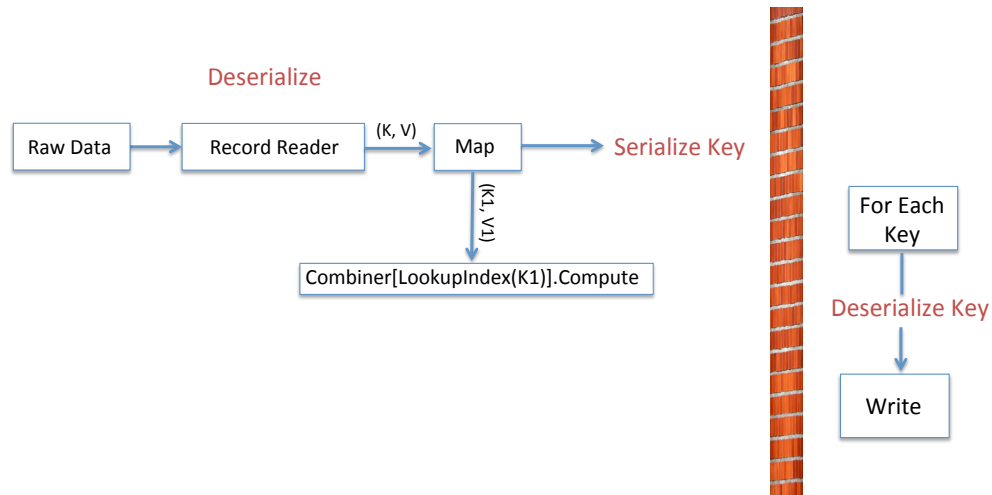 Deserialize
Raw Data
Record Reader
(K, V)
Map
Serialize Key
(K1, V1)
Combiner[LookupIndex(K1)].Compute
For Each
Key
Deserialize Key
Write